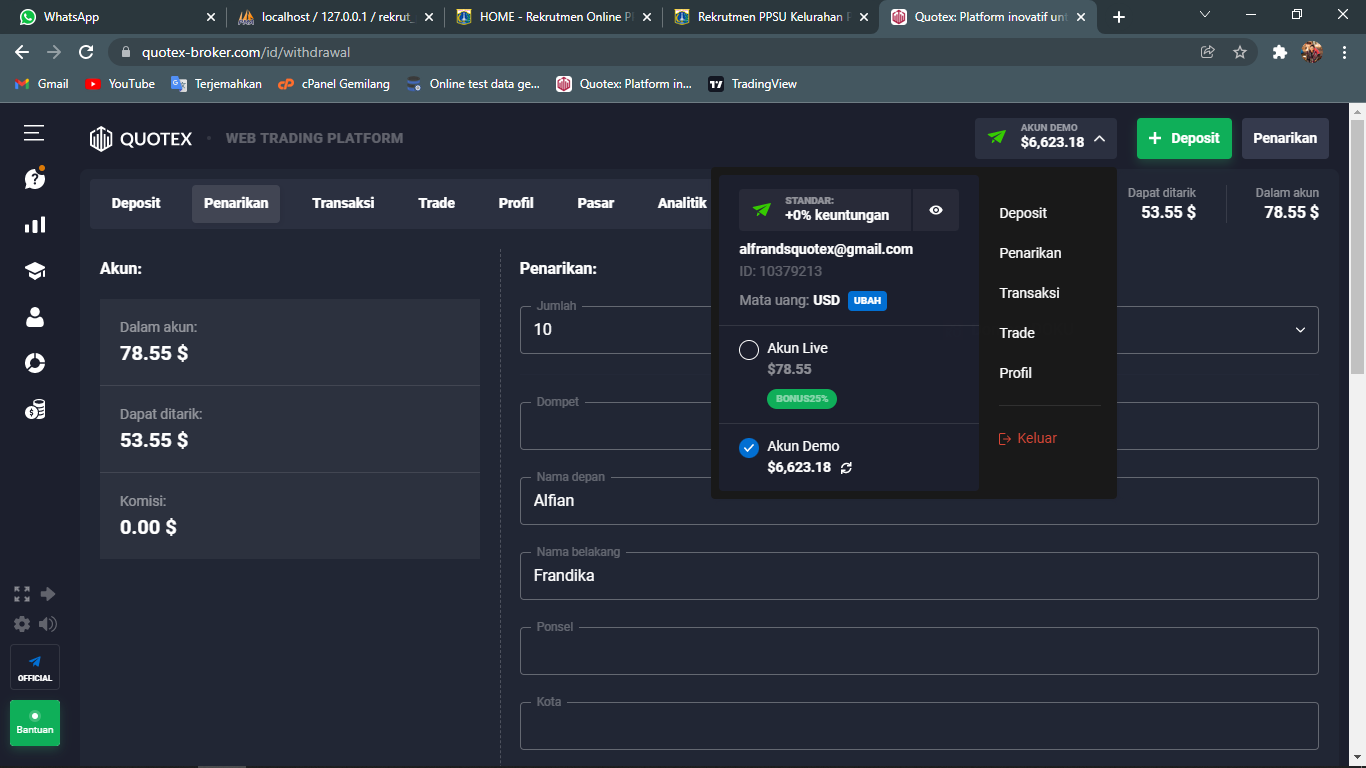 WhatsApp
localhost / 127.0.0.1 / rekrut_
HOME - Rekrutmen Online P
Rekrutmen PPSU Kelurahan P
Quotex: Platform inovatif unt
quotex-broker.com/id/withdrawal
Gmail
YouTube
Terjemahkan
cPanel Gemilang
Online test data ge...
Quotex: Platform in...
TradingView
QUOTEX
WEB TRADING PLATFORM
AKUN DEMO
$6,623.18
+ Deposit
Penarikan
Deposit
Penarikan
Transaksi
Trade
Profil
Pasar
Analitik
Dapat ditarik
53.55 $
Dalam akun
78.55 $
STANDAR:
+0% keuntungan
alfrandsquotex@gmail.com
ID: 10379213
Mata uang: USD UBAH
Akun Live
$78.55
BONUS25%
Akun Demo
$6,623.18
Deposit
Penarikan
Transaksi
Trade
Profil
Keluar
Akun:
Dalam akun:
78.55 $
Dapat ditarik:
53.55 $
Komisi:
0.00 $
Penarikan:
Jumlah
10
Dompet
Nama depan
Alfian
Nama belakang
Frandika
Ponsel
Kota
OFFICIAL
Bantuan